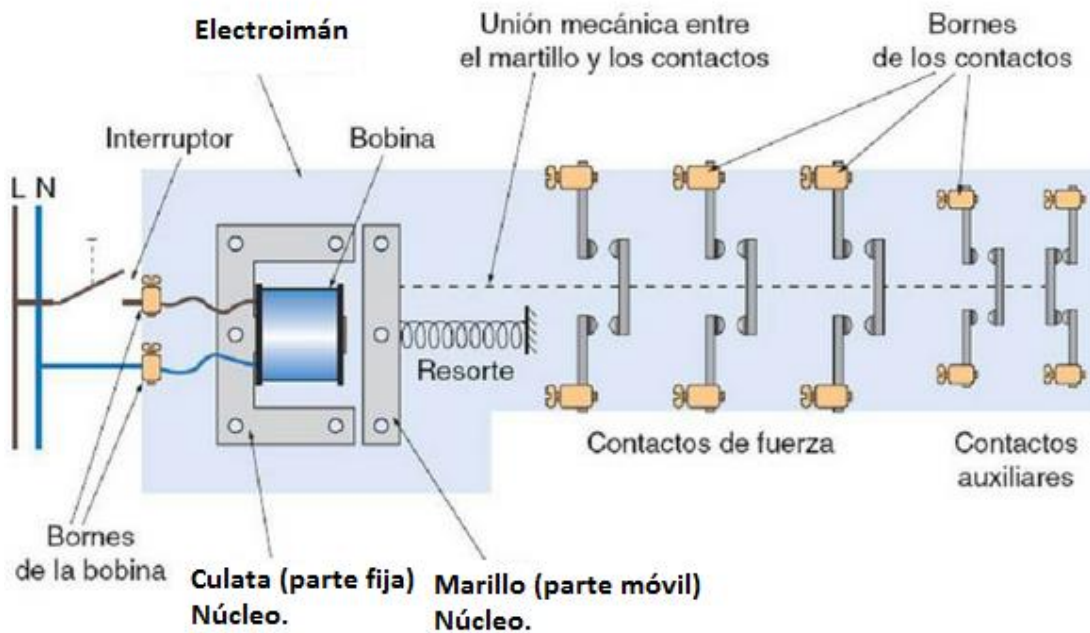 Electroimán
Unión mecánica entre
el martillo y los contactos
Bornes
de los contactos
Interruptor
Bobina
L N
Resorte
Contactos de fuerza
Contactos
auxiliares
Bornes
de la bobina
Culata (parte fija)
Núcleo.
Marillo (parte móvil)
Núcleo.